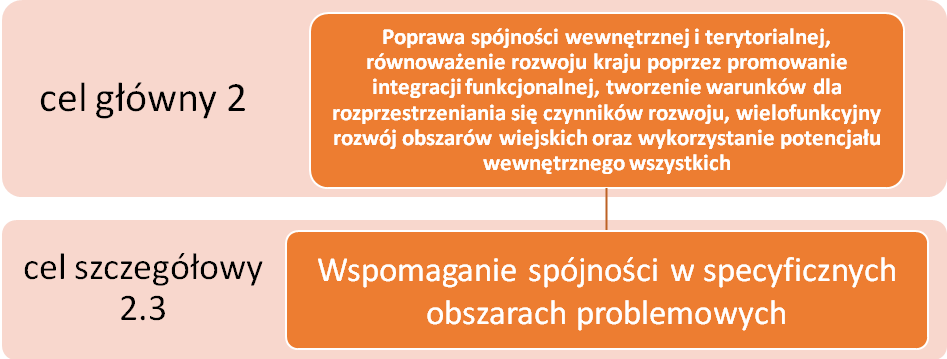 cel główny 2
Poprawa spójności wewnętrznej i terytorialnej,
równoważenie rozwoju kraju poprzez promowanie
integracji funkcjonalnej, tworzenie warunków dla
rozprzestrzeniania się czynników rozwoju, wielofunkcyjny
rozwój obszarów wiejskich oraz wykorzystanie potencjału
wewnętrznego wszystkich
cel szczegółowy
2.3
Wspomaganie spójności w specyficznych
obszarach problemowych